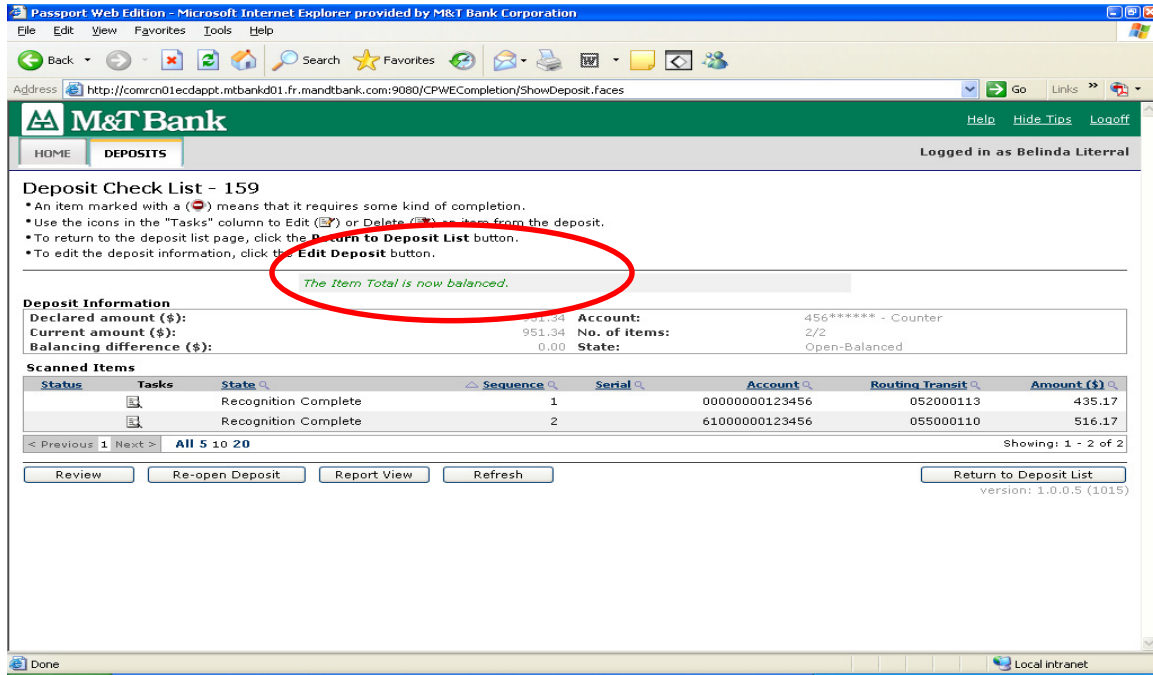 Passport Web Edition - Microsoft Internet Explorer provided by M&T Bank Corporation
File Edit View Favorites Tools Help
Back Search Favorites
Address http://comrcn01ecdappt.mtbankd01.fr.mandtbank.com:9080/CPWECompletion/ShowDeposit.faces Go Links »
M&T Bank Help Hide Tips Logoff
HOME DEPOSITS Logged in as Belinda Literral
Deposit Check List - 159
• An item marked with a ( ) means that it requires some kind of completion.
• Use the icons in the "Tasks" column to Edit ( ) or Delete ( ) an item from the deposit.
• To return to the deposit list page, click the Return to Deposit List button.
• To edit the deposit information, click the Edit Deposit button.
The Item Total is now balanced.
Deposit Information
Declared amount ($): 951.34 Account: 456****** - Counter
Current amount ($): 951.34 No. of items: 2/2
Balancing difference ($): 0.00 State: Open-Balanced
Scanned Items
Status Tasks State Sequence Serial Account Routing Transit Amount ($)
Recognition Complete 1 00000000123456 052000113 435.17
Recognition Complete 2 61000000123456 055000110 516.17
< Previous 1 Next > All 5 10 20 Showing: 1 - 2 of 2
Review Re-open Deposit Report View Refresh Return to Deposit List
version: 1.0.0.5 (1015)
Done Local intranet